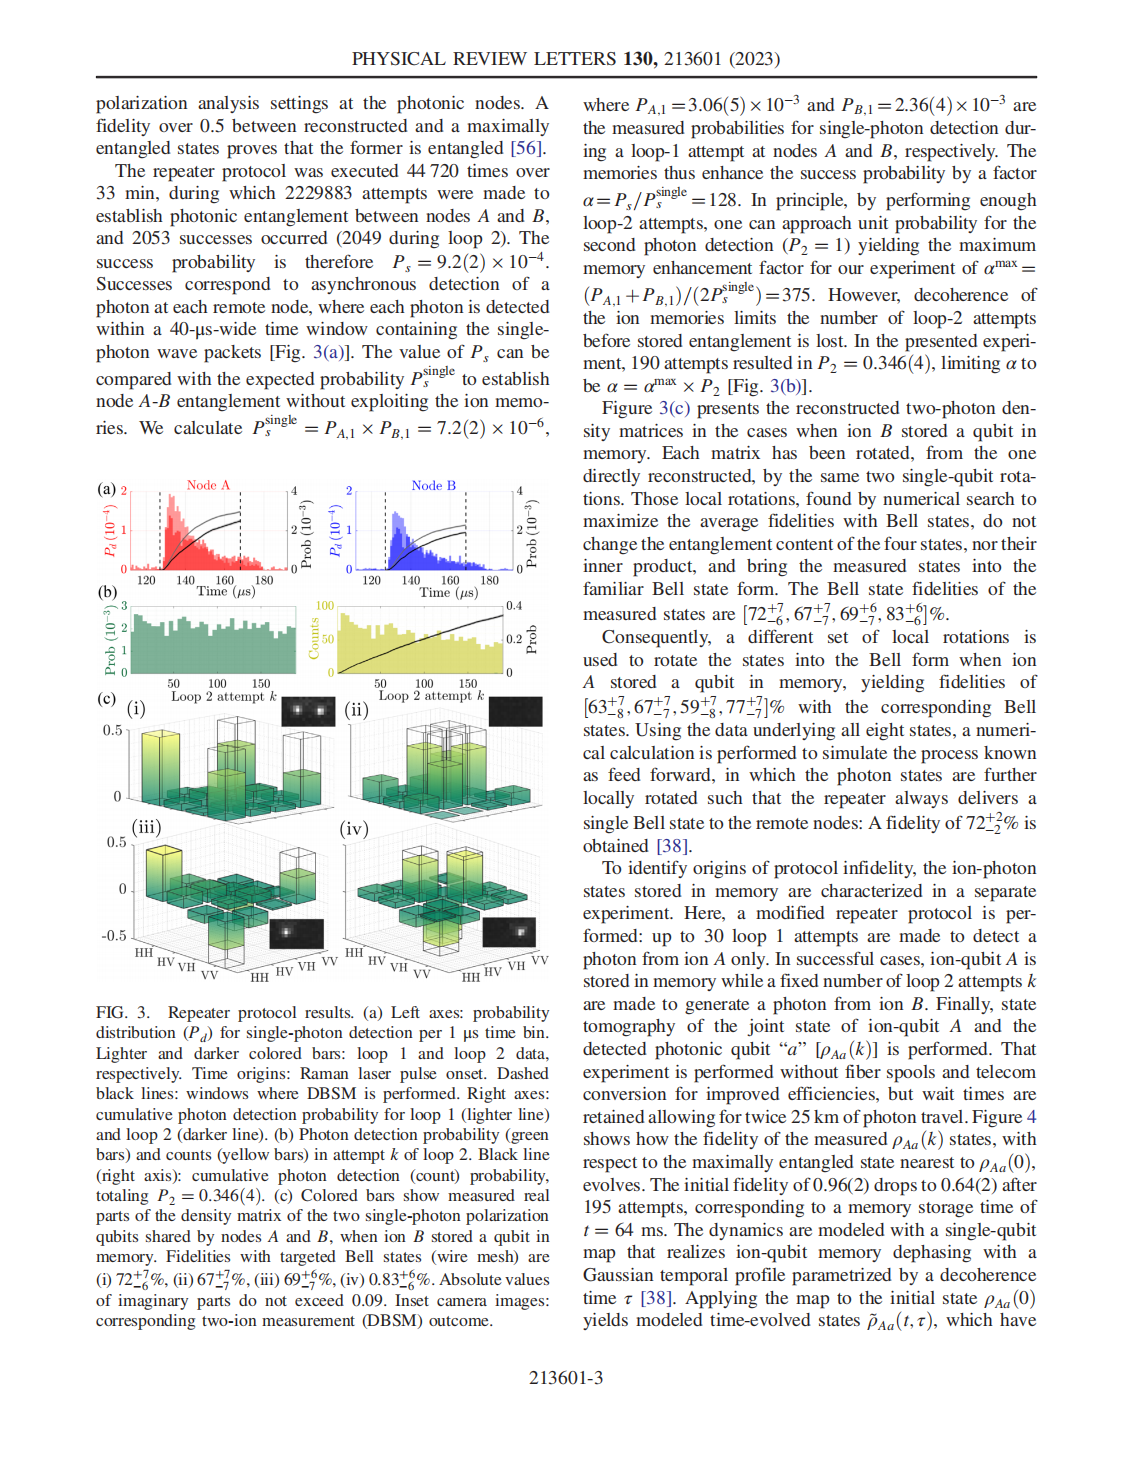 PHYSICAL REVIEW LETTERS 130, 213601 (2023)
polarization analysis settings at the photonic nodes. A
fidelity over 0.5 between reconstructed and a maximally
entangled states proves that the former is entangled [56].
The repeater protocol was executed 44 720 times over
33 min, during which 2229883 attempts were made to
establish photonic entanglement between nodes A and B,
and 2053 successes occurred (2049 during loop 2). The
success probability is therefore P_s = 9.2(2) × 10⁻⁴.
Successes correspond to asynchronous detection of a
photon at each remote node, where each photon is detected
within a 40-μs-wide time window containing the single-
photon wave packets [Fig. 3(a)]. The value of P_s can be
compared with the expected probability P_s^single to establish
node A-B entanglement without exploiting the ion memo-
ries. We calculate P_s^single = P_A,1 × P_B,1 = 7.2(2) × 10⁻⁶,
(a) 2 Node A 4 2 Node B 4
P_d (10⁻⁴) 1 2 Prob (10⁻³) P_d (10⁻⁴) 1 2 Prob (10⁻³)
0 0 0 0
120 140 160 180 120 140 160 180
Time (μs) Time (μs)
(b)
3 100 0.4
Prob (10⁻³) 2 1 Counts 50 0.2 Prob
0 0 0
50 100 150 50 100 150
Loop 2 attempt k Loop 2 attempt k
(c) (i) (ii)
0.5
0
(iii) (iv)
0.5
0
-0.5
HH HV VH VV HH HV VH VV HH HV VH VV HH HV VH VV
FIG. 3. Repeater protocol results. (a) Left axes: probability
distribution (P_d) for single-photon detection per 1 μs time bin.
Lighter and darker colored bars: loop 1 and loop 2 data,
respectively. Time origins: Raman laser pulse onset. Dashed
black lines: windows where DBSM is performed. Right axes:
cumulative photon detection probability for loop 1 (lighter line)
and loop 2 (darker line). (b) Photon detection probability (green
bars) and counts (yellow bars) in attempt k of loop 2. Black line
(right axis): cumulative photon detection (count) probability,
totaling P₂ = 0.346(4). (c) Colored bars show measured real
parts of the density matrix of the two single-photon polarization
qubits shared by nodes A and B, when ion B stored a qubit in
memory. Fidelities with targeted Bell states (wire mesh) are
(i) 72⁺⁷₋₆%, (ii) 67⁺⁷₋₇%, (iii) 69⁺⁶₋₇%, (iv) 0.83⁺⁶₋₆%. Absolute values
of imaginary parts do not exceed 0.09. Inset camera images:
corresponding two-ion measurement (DBSM) outcome.
where P_A,1 = 3.06(5) × 10⁻³ and P_B,1 = 2.36(4) × 10⁻³ are
the measured probabilities for single-photon detection dur-
ing a loop-1 attempt at nodes A and B, respectively. The
memories thus enhance the success probability by a factor
α = P_s/P_s^single = 128. In principle, by performing enough
loop-2 attempts, one can approach unit probability for the
second photon detection (P₂ = 1) yielding the maximum
memory enhancement factor for our experiment of α^max =
(P_A,1 + P_B,1)/(2P_s^single) = 375. However, decoherence of
the ion memories limits the number of loop-2 attempts
before stored entanglement is lost. In the presented experi-
ment, 190 attempts resulted in P₂ = 0.346(4), limiting α to
be α = α^max × P₂ [Fig. 3(b)].
Figure 3(c) presents the reconstructed two-photon den-
sity matrices in the cases when ion B stored a qubit in
memory. Each matrix has been rotated, from the one
directly reconstructed, by the same two single-qubit rota-
tions. Those local rotations, found by numerical search to
maximize the average fidelities with Bell states, do not
change the entanglement content of the four states, nor their
inner product, and bring the measured states into the
familiar Bell state form. The Bell state fidelities of the
measured states are [72⁺⁷₋₆, 67⁺⁷₋₇, 69⁺⁶₋₇, 83⁺⁶₋₆]%.
Consequently, a different set of local rotations is
used to rotate the states into the Bell form when ion
A stored a qubit in memory, yielding fidelities of
[63⁺⁷₋₈, 67⁺⁷₋₇, 59⁺⁷₋₈, 77⁺⁷₋₇]% with the corresponding Bell
states. Using the data underlying all eight states, a numeri-
cal calculation is performed to simulate the process known
as feed forward, in which the photon states are further
locally rotated such that the repeater always delivers a
single Bell state to the remote nodes: A fidelity of 72⁺²₋₂% is
obtained [38].
To identify origins of protocol infidelity, the ion-photon
states stored in memory are characterized in a separate
experiment. Here, a modified repeater protocol is per-
formed: up to 30 loop 1 attempts are made to detect a
photon from ion A only. In successful cases, ion-qubit A is
stored in memory while a fixed number of loop 2 attempts k
are made to generate a photon from ion B. Finally, state
tomography of the joint state of ion-qubit A and the
detected photonic qubit “a” [ρ_Aa(k)] is performed. That
experiment is performed without fiber spools and telecom
conversion for improved efficiencies, but wait times are
retained allowing for twice 25 km of photon travel. Figure 4
shows how the fidelity of the measured ρ_Aa(k) states, with
respect to the maximally entangled state nearest to ρ_Aa(0),
evolves. The initial fidelity of 0.96(2) drops to 0.64(2) after
195 attempts, corresponding to a memory storage time of
t = 64 ms. The dynamics are modeled with a single-qubit
map that realizes ion-qubit memory dephasing with a
Gaussian temporal profile parametrized by a decoherence
time τ [38]. Applying the map to the initial state ρ_Aa(0)
yields modeled time-evolved states ρ̃_Aa(t, τ), which have
213601-3